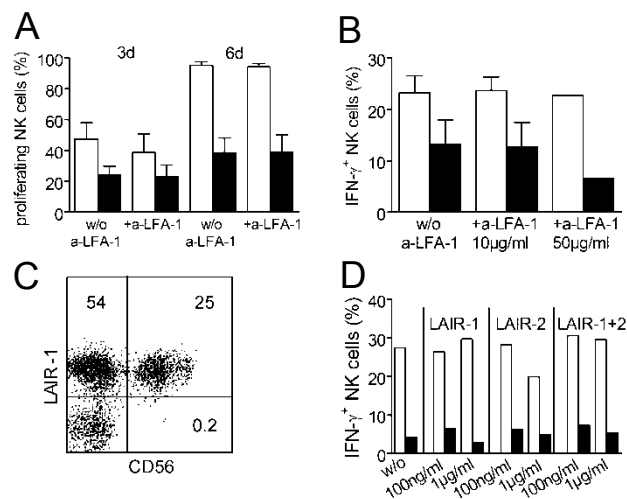 A
3d 6d
proliferating NK cells (%)
100
80
60
40
20
0
w/o +a-LFA-1 w/o +a-LFA-1
a-LFA-1 a-LFA-1
B
IFN-γ+ NK cells (%)
30
20
10
0
w/o +a-LFA-1 +a-LFA-1
a-LFA-1 10µg/ml 50µg/ml
C
54 25
0.2
LAIR-1
CD56
D
LAIR-1 LAIR-2 LAIR-1+2
IFN-γ+ NK cells (%)
40
30
20
10
0
w/o 100ng/ml 1µg/ml 100ng/ml 1µg/ml 100ng/ml 1µg/ml